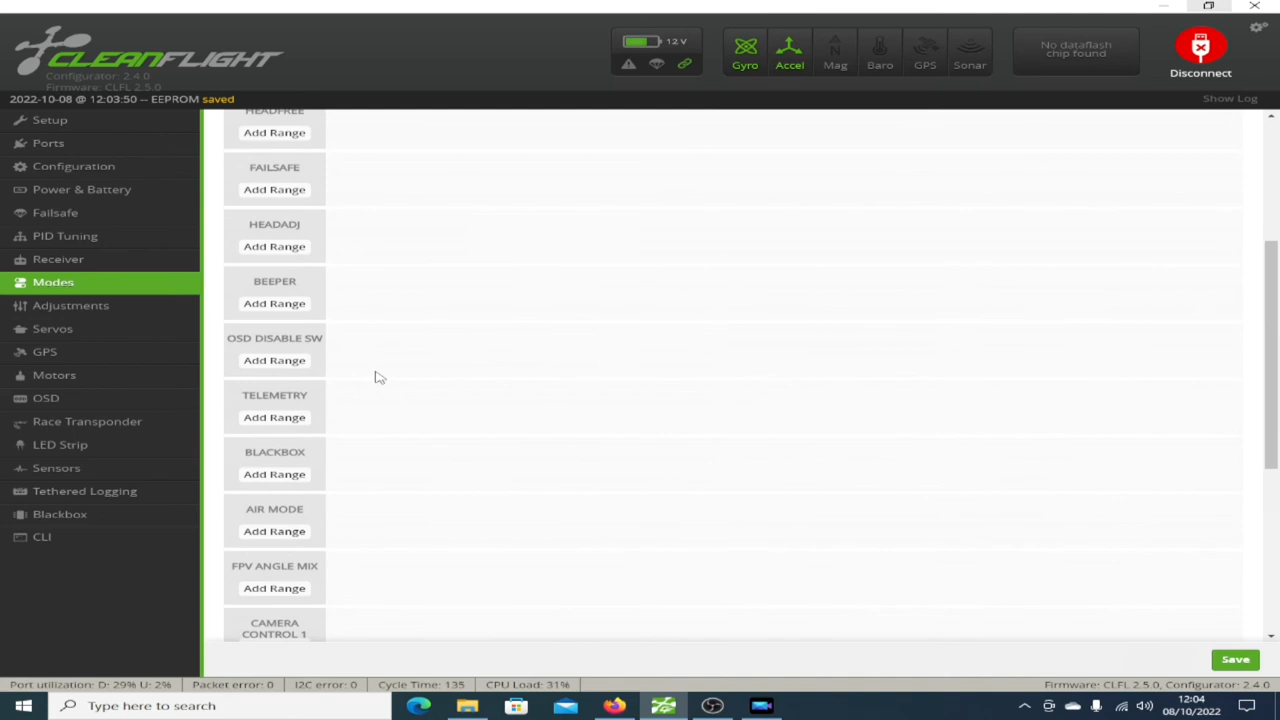 CLEANFLIGHT
Configurator: 2.4.0
Firmware: CLFL 2.5.0
12 V
Gyro
Accel
Mag
Baro
GPS
Sonar
No dataflash
chip found
Disconnect
2022-10-08 @ 12:03:50 -- EEPROM saved
Show Log
Setup
Ports
Configuration
Power & Battery
Failsafe
PID Tuning
Receiver
Modes
Adjustments
Servos
GPS
Motors
OSD
Race Transponder
LED Strip
Sensors
Tethered Logging
Blackbox
CLI
HEADFREE
Add Range
FAILSAFE
Add Range
HEADADJ
Add Range
BEEPER
Add Range
OSD DISABLE SW
Add Range
TELEMETRY
Add Range
BLACKBOX
Add Range
AIR MODE
Add Range
FPV ANGLE MIX
Add Range
CAMERA
CONTROL 1
Save
Port utilization: D: 29% U: 2%
Packet error: 0
I2C error: 0
Cycle Time: 135
CPU Load: 31%
Firmware: CLFL 2.5.0, Configurator: 2.4.0
Type here to search
12:04
08/10/2022